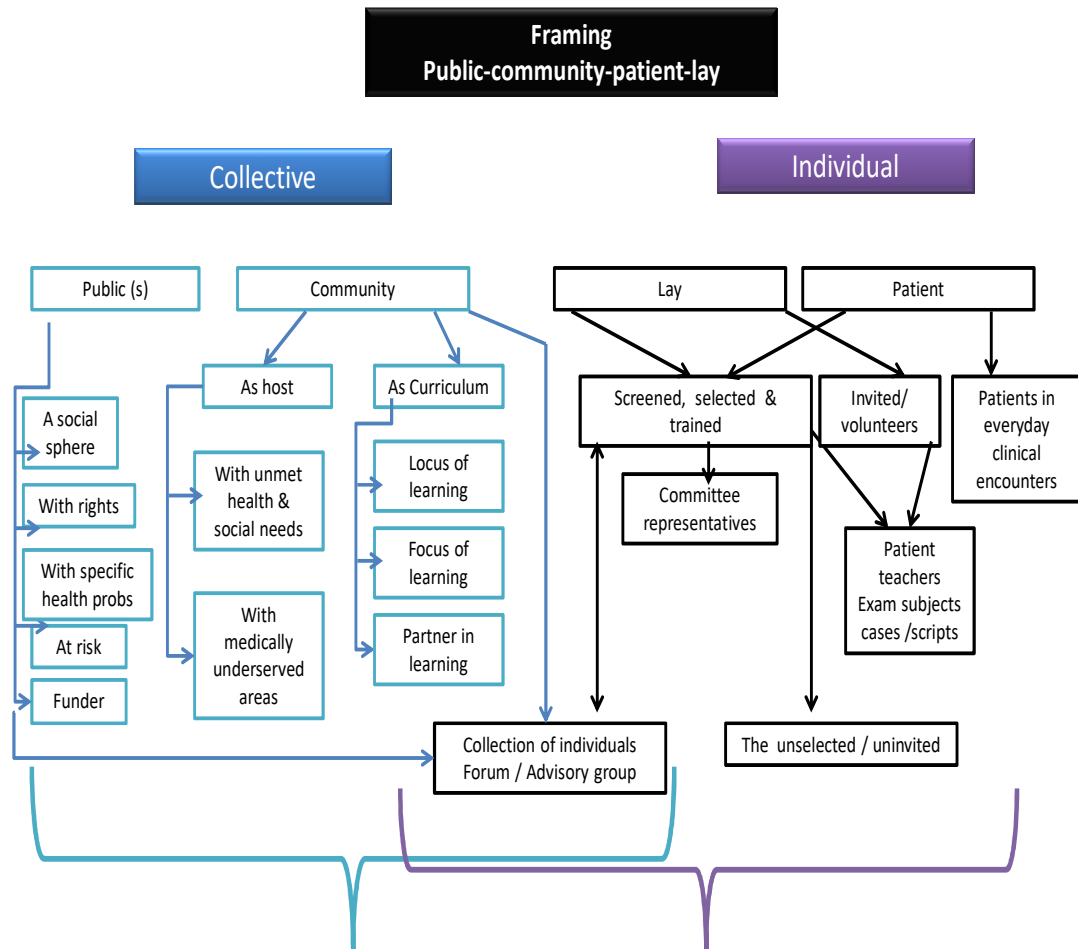 Framing
Public-community-patient-lay
Collective
Individual
Public (s)
Community
Lay
Patient
As host
As Curriculum
Screened, selected &
trained
Invited/
volunteers
Patients in
everyday
clinical
encounters
A social
sphere
With rights
With specific
health probs
At risk
Funder
With unmet
health &
social needs
With
medically
underserved
areas
Locus of
learning
Focus of
learning
Partner in
learning
Committee
representatives
Patient
teachers
Exam subjects
cases /scripts
Collection of individuals
Forum / Advisory group
The unselected / uninvited